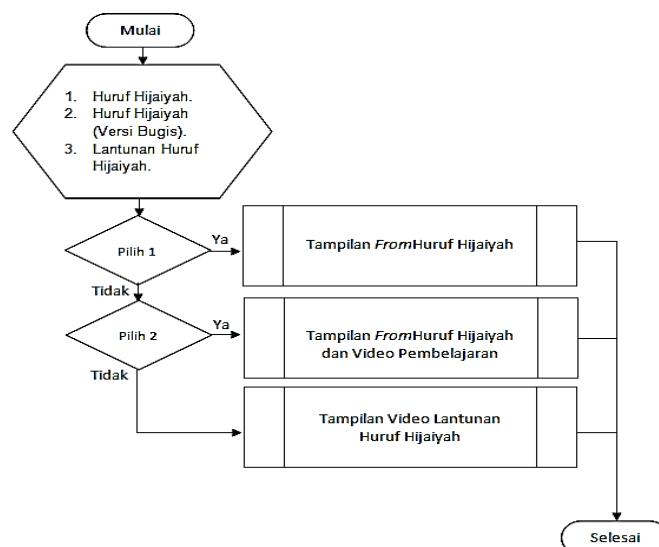 Mulai
1. Huruf Hijaiyah.
2. Huruf Hijaiyah
(Versi Bugis).
3. Lantunan Huruf
Hijaiyah.
Pilih 1
Ya
Tampilan FromHuruf Hijaiyah
Tidak
Pilih 2
Ya
Tampilan FromHuruf Hijaiyah
dan Video Pembelajaran
Tidak
Tampilan Video Lantunan
Huruf Hijaiyah
Selesai